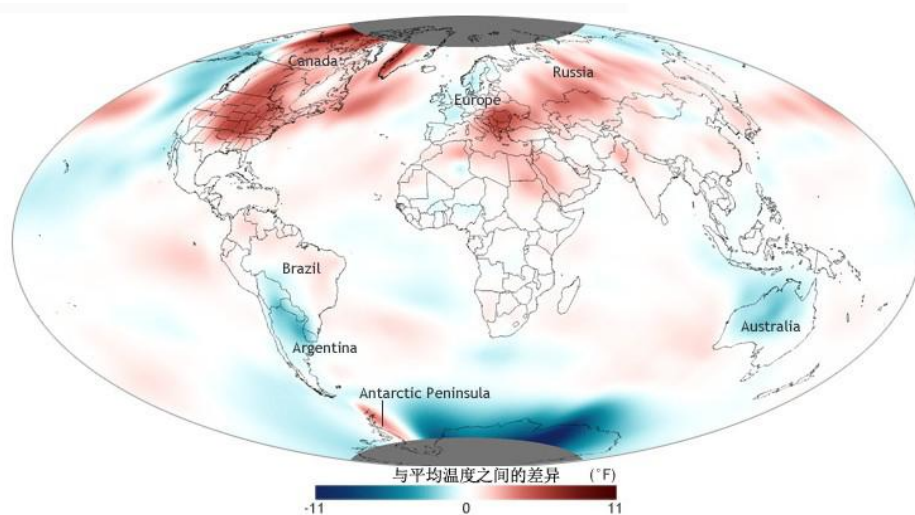 Canada
Russia
Europe
Brazil
Argentina
Australia
Antarctic Peninsula
与平均温度之间的差异 (°F)
-11 0 11